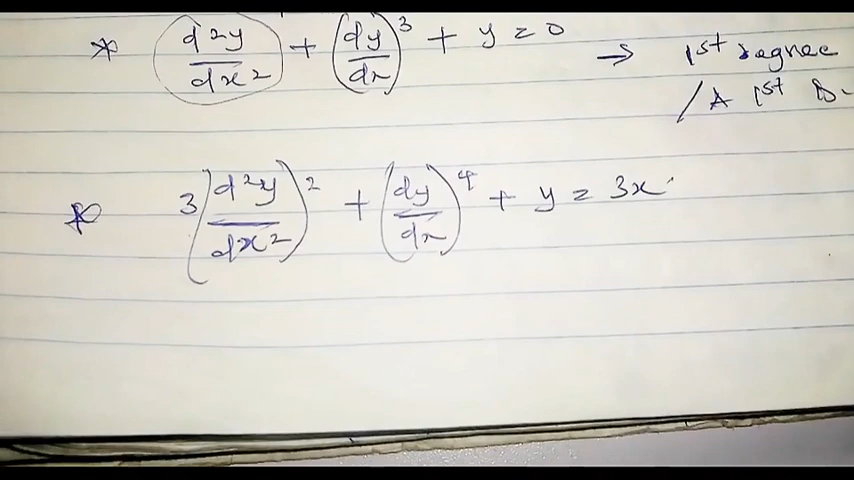 * d²y/dx² + (dy/dx)³ + y = 0 → 1st degree
/A 1st D.
* 3(d²y/dx²)² + (dy/dx)⁴ + y = 3x